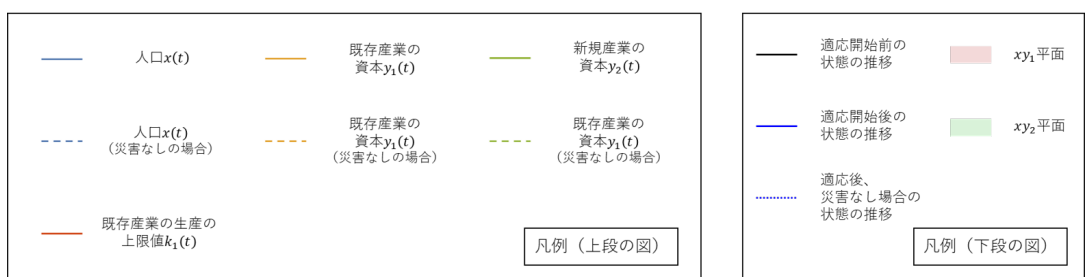 人口x(t)
既存産業の
資本y₁(t)
新規産業の
資本y₂(t)
人口x(t)
(災害なしの場合)
既存産業の
資本y₁(t)
(災害なしの場合)
既存産業の
資本y₁(t)
(災害なしの場合)
既存産業の生産の
上限値k₁(t)
凡例（上段の図）
適応開始前の
状態の推移
xy₁平面
適応開始後の
状態の推移
xy₂平面
適応後、
災害なし場合の
状態の推移
凡例（下段の図）